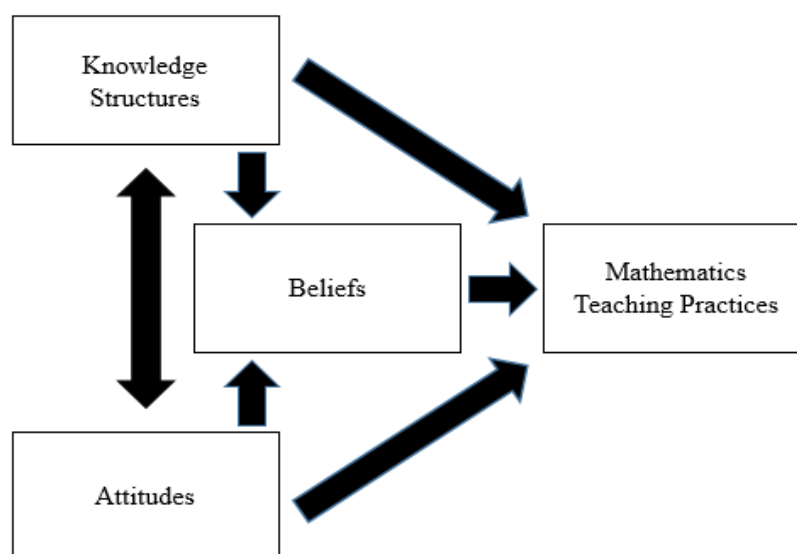 Knowledge
Structures
Beliefs
Mathematics
Teaching Practices
Attitudes